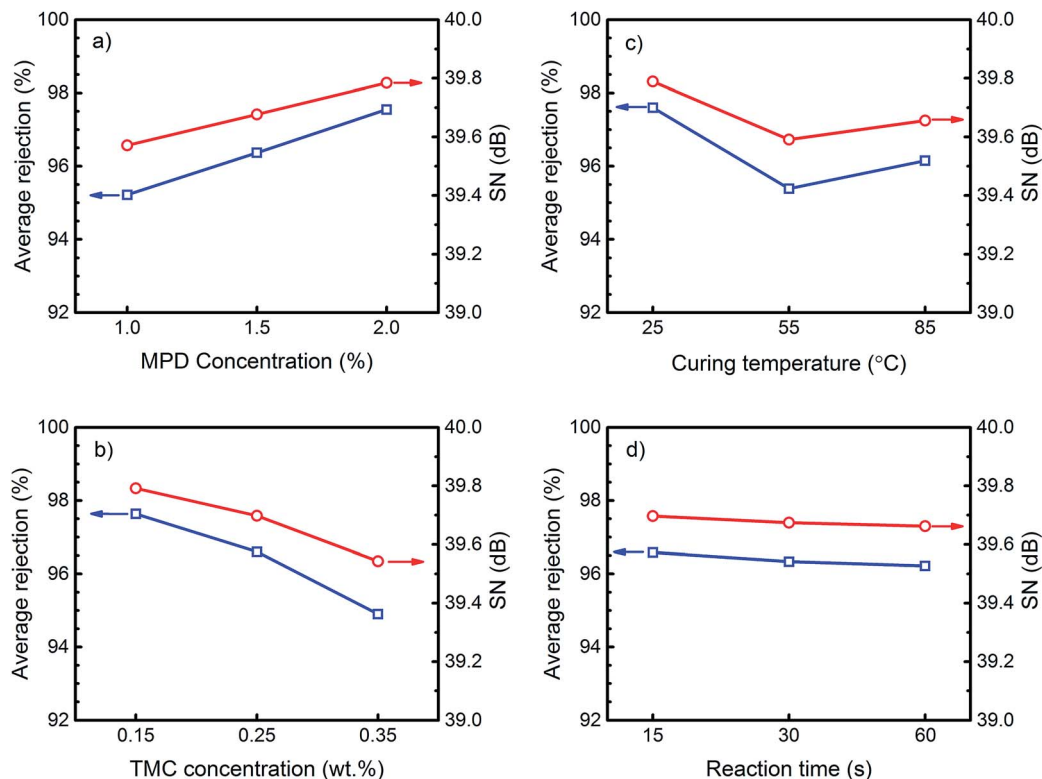 a)
Average rejection (%)
100
98
96
94
92
40.0
39.8
39.6
39.4
39.2
39.0
SN (dB)
1.0 1.5 2.0
MPD Concentration (%)
c)
Average rejection (%)
100
98
96
94
92
40.0
39.8
39.6
39.4
39.2
39.0
SN (dB)
25 55 85
Curing temperature (°C)
b)
Average rejection (%)
100
98
96
94
92
40.0
39.8
39.6
39.4
39.2
39.0
SN (dB)
0.15 0.25 0.35
TMC concentration (wt.%)
d)
Average rejection (%)
100
98
96
94
92
40.0
39.8
39.6
39.4
39.2
39.0
SN (dB)
15 30 60
Reaction time (s)